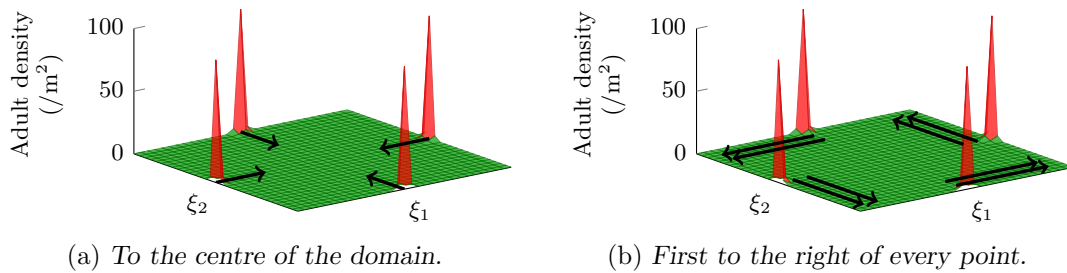 Adult density
(/m²)
100
50
0
ξ₂
ξ₁
(a) To the centre of the domain.
Adult density
(/m²)
100
50
0
ξ₂
ξ₁
(b) First to the right of every point.